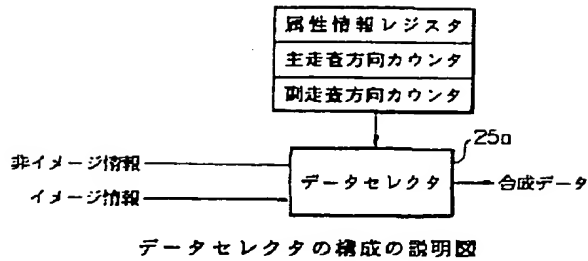 属性情報レジスタ
主走査方向カウンタ
副走査方向カウンタ
25a
非イメージ情報
データセレクタ
合成データ
イメージ情報
データセレクタの構成の説明図